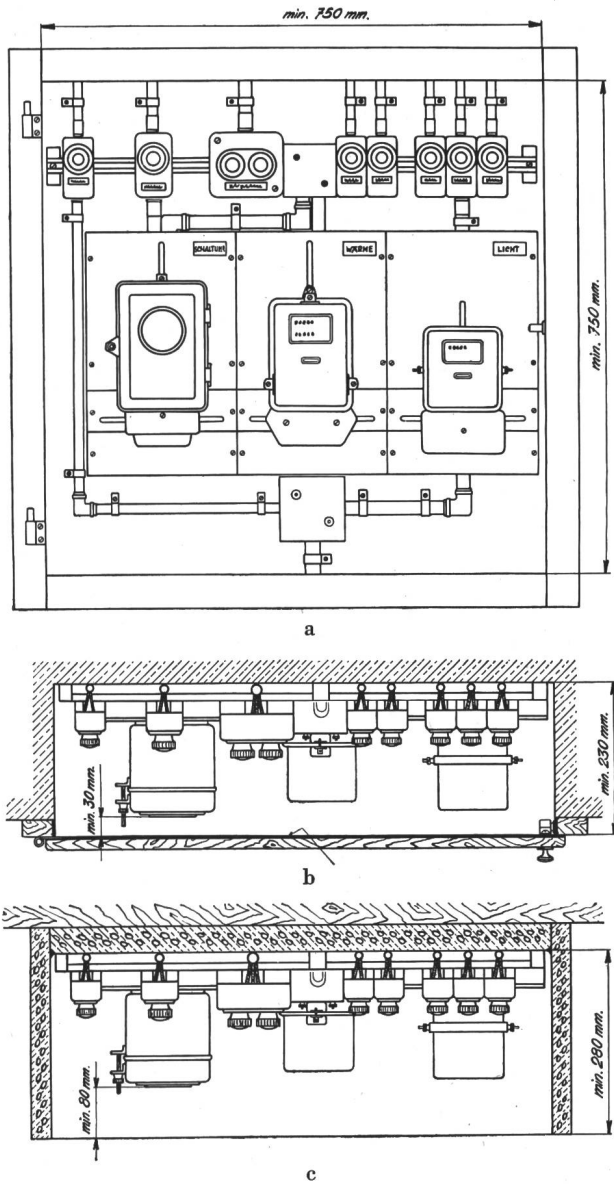 min. 750 mm.
SCHALTUHR
WÄRME
LICHT
min. 750 mm.
a
min. 30 mm.
min. 230 mm.
b
min. 80 mm.
min. 280 mm.
c